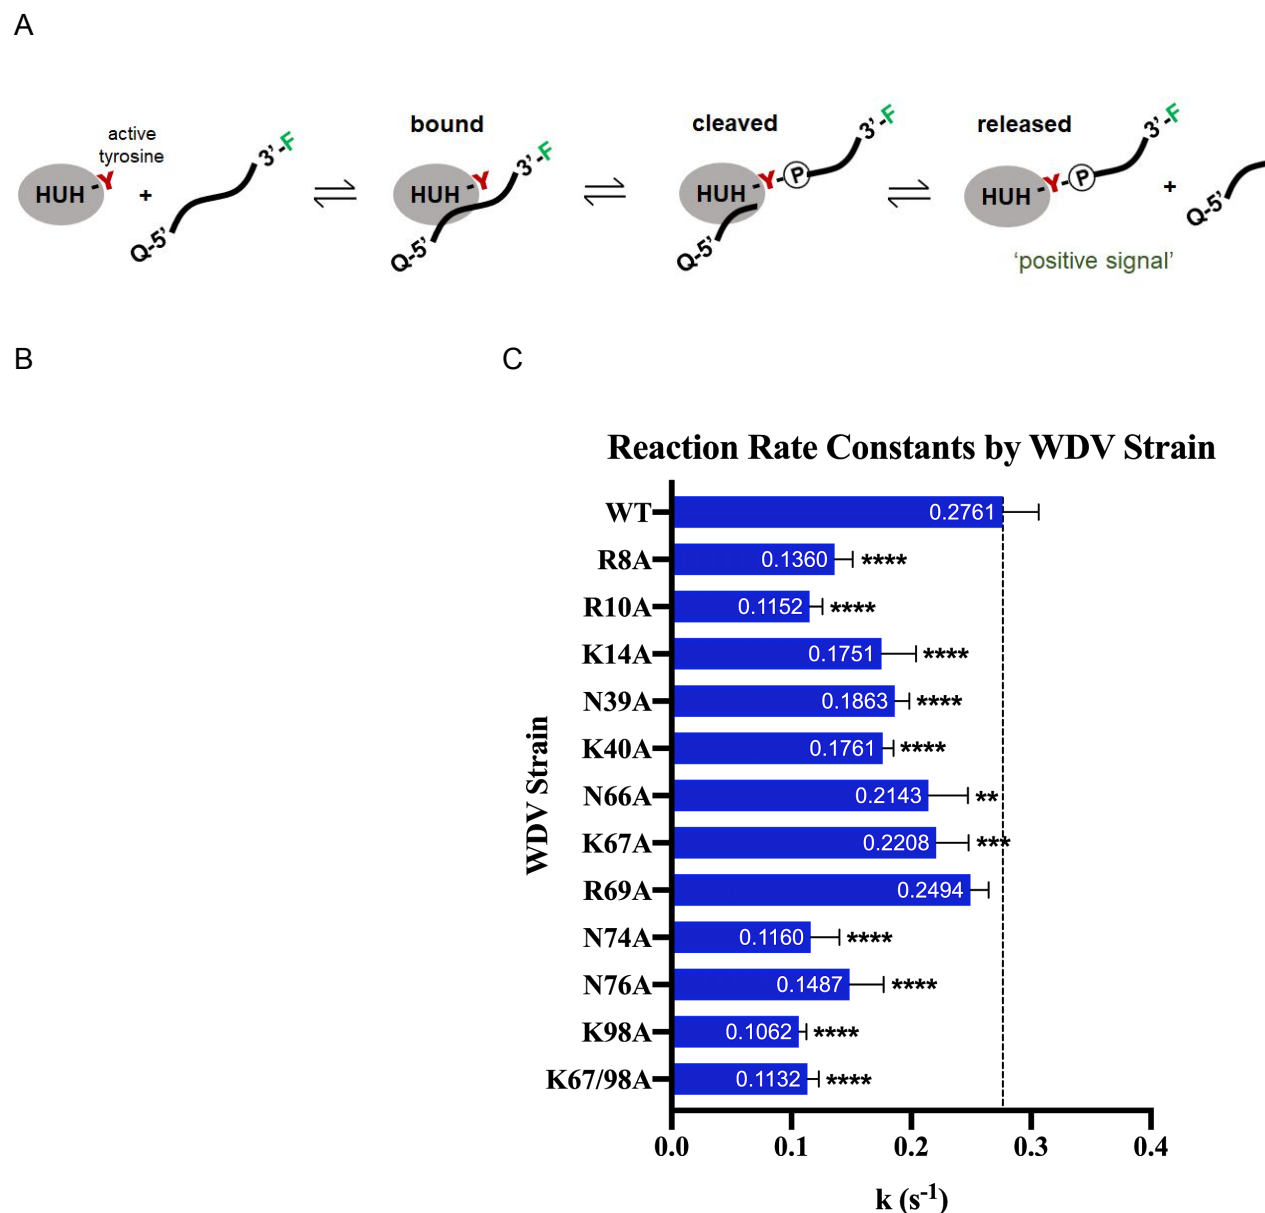 A
active
tyrosine
HUH
Y
+
3'-F
Q-5'
bound
HUH
Y
3'-F
Q-5'
cleaved
HUH
Y
P
3'-F
Q-5'
released
HUH
Y
P
3'-F
+
Q-5'
'positive signal'
B
C
Reaction Rate Constants by WDV Strain
WDV Strain
WT 0.2761
R8A 0.1360 ****
R10A 0.1152 ****
K14A 0.1751 ****
N39A 0.1863 ****
K40A 0.1761 ****
N66A 0.2143 **
K67A 0.2208 ***
R69A 0.2494
N74A 0.1160 ****
N76A 0.1487 ****
K98A 0.1062 ****
K67/98A 0.1132 ****
0.0 0.1 0.2 0.3 0.4
k (s⁻¹)